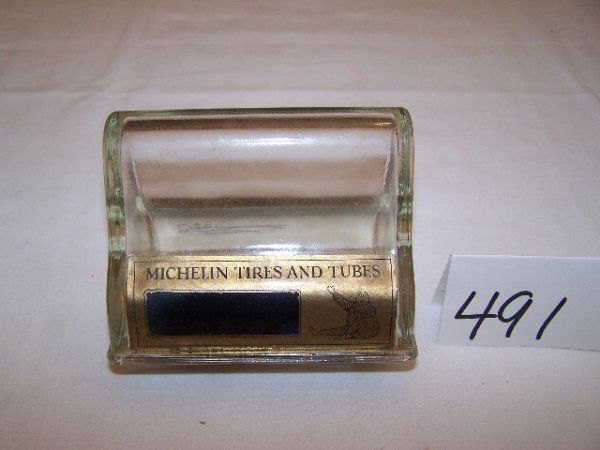 MICHELIN TIRES AND TUBES
491